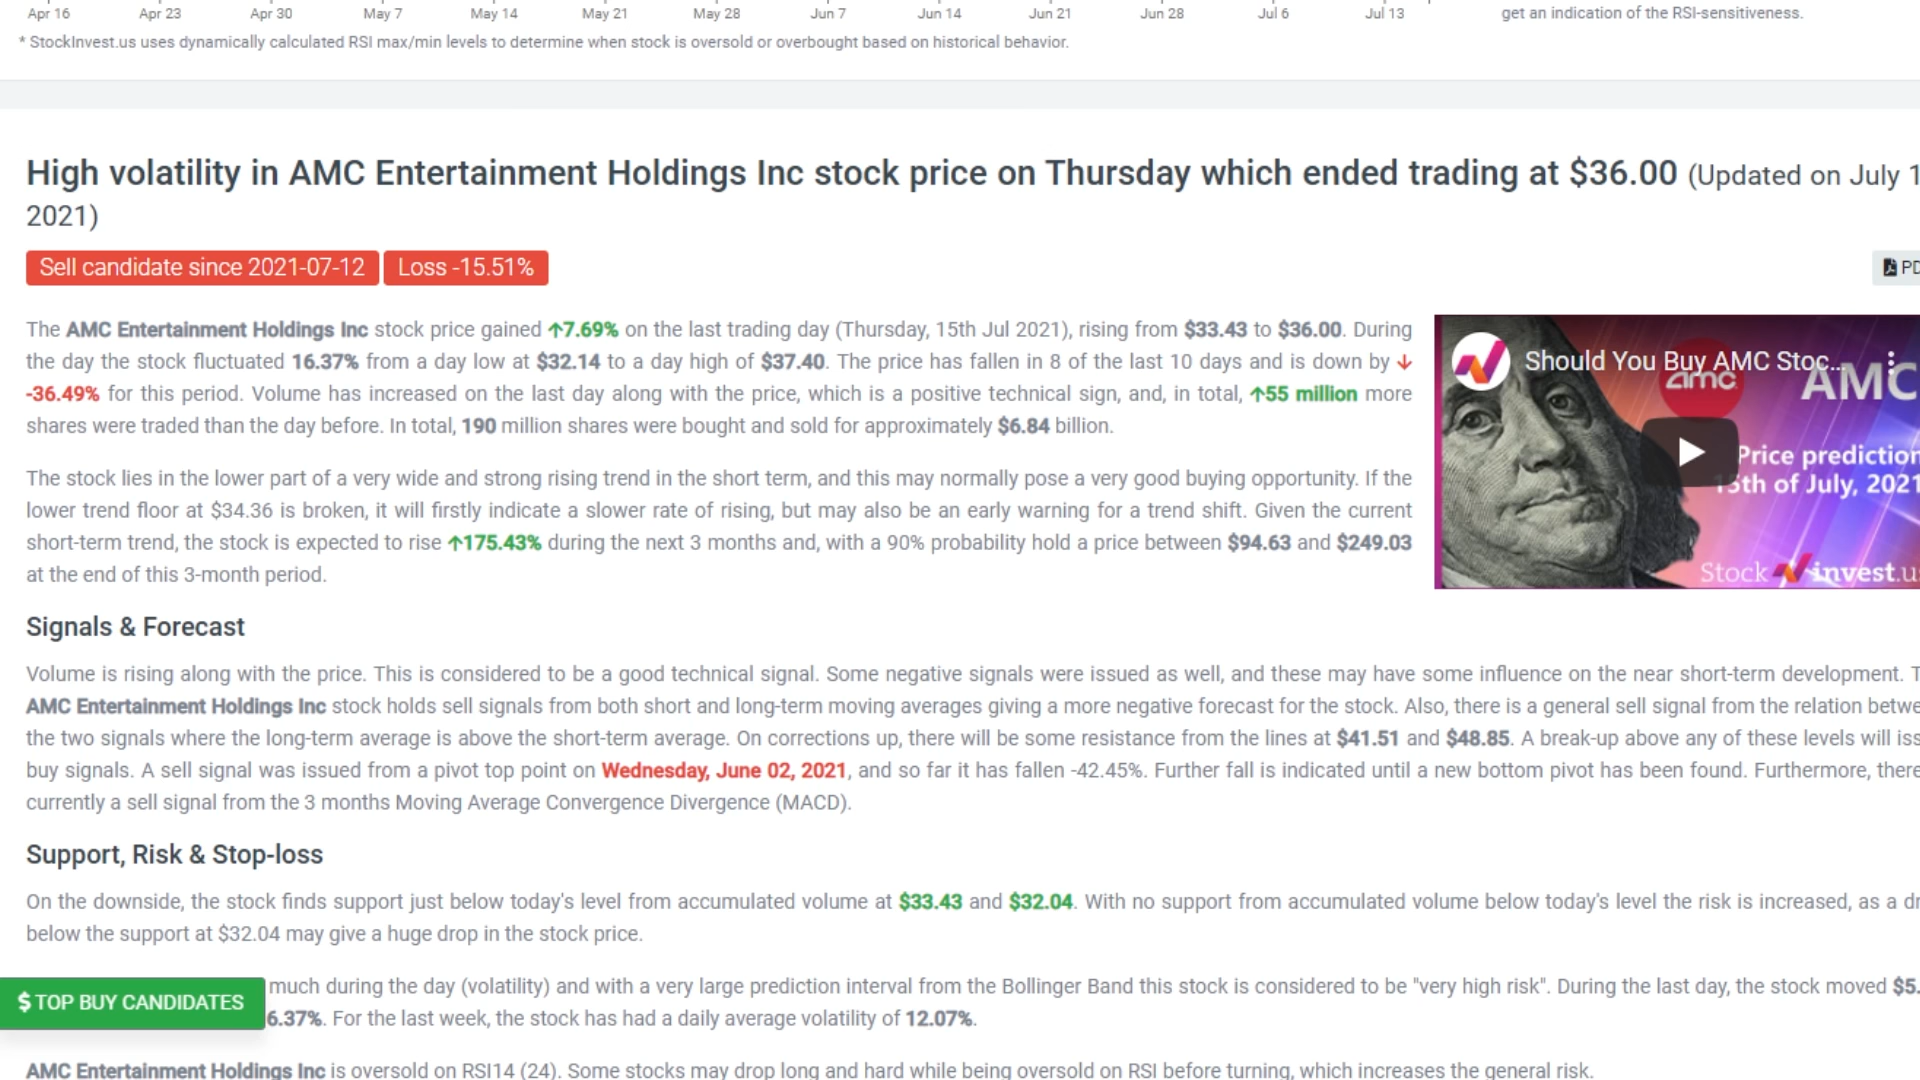 Apr 16 Apr 23 Apr 30 May 7 May 14 May 21 May 28 Jun 7 Jun 14 Jun 21 Jun 28 Jul 6 Jul 13
get an indication of the RSI-sensitiveness.
* StockInvest.us uses dynamically calculated RSI max/min levels to determine when stock is oversold or overbought based on historical behavior.
High volatility in AMC Entertainment Holdings Inc stock price on Thursday which ended trading at $36.00 (Updated on July 1
2021)
Sell candidate since 2021-07-12 Loss -15.51%
PD
The AMC Entertainment Holdings Inc stock price gained ↑7.69% on the last trading day (Thursday, 15th Jul 2021), rising from $33.43 to $36.00. During
the day the stock fluctuated 16.37% from a day low at $32.14 to a day high of $37.40. The price has fallen in 8 of the last 10 days and is down by ↓
-36.49% for this period. Volume has increased on the last day along with the price, which is a positive technical sign, and, in total, ↑55 million more
shares were traded than the day before. In total, 190 million shares were bought and sold for approximately $6.84 billion.
The stock lies in the lower part of a very wide and strong rising trend in the short term, and this may normally pose a very good buying opportunity. If the
lower trend floor at $34.36 is broken, it will firstly indicate a slower rate of rising, but may also be an early warning for a trend shift. Given the current
short-term trend, the stock is expected to rise ↑175.43% during the next 3 months and, with a 90% probability hold a price between $94.63 and $249.03
at the end of this 3-month period.
Should You Buy AMC Stoc...
amc AMC
Price prediction
of July, 2021
Stock invest.us
Signals & Forecast
Volume is rising along with the price. This is considered to be a good technical signal. Some negative signals were issued as well, and these may have some influence on the near short-term development. T
AMC Entertainment Holdings Inc stock holds sell signals from both short and long-term moving averages giving a more negative forecast for the stock. Also, there is a general sell signal from the relation betwe
the two signals where the long-term average is above the short-term average. On corrections up, there will be some resistance from the lines at $41.51 and $48.85. A break-up above any of these levels will iss
buy signals. A sell signal was issued from a pivot top point on Wednesday, June 02, 2021, and so far it has fallen -42.45%. Further fall is indicated until a new bottom pivot has been found. Furthermore, there
currently a sell signal from the 3 months Moving Average Convergence Divergence (MACD).
Support, Risk & Stop-loss
On the downside, the stock finds support just below today's level from accumulated volume at $33.43 and $32.04. With no support from accumulated volume below today's level the risk is increased, as a dr
below the support at $32.04 may give a huge drop in the stock price.
much during the day (volatility) and with a very large prediction interval from the Bollinger Band this stock is considered to be "very high risk". During the last day, the stock moved $5.
$ TOP BUY CANDIDATES
6.37%. For the last week, the stock has had a daily average volatility of 12.07%.
AMC Entertainment Holdings Inc is oversold on RSI14 (24). Some stocks may drop long and hard while being oversold on RSI before turning, which increases the general risk.